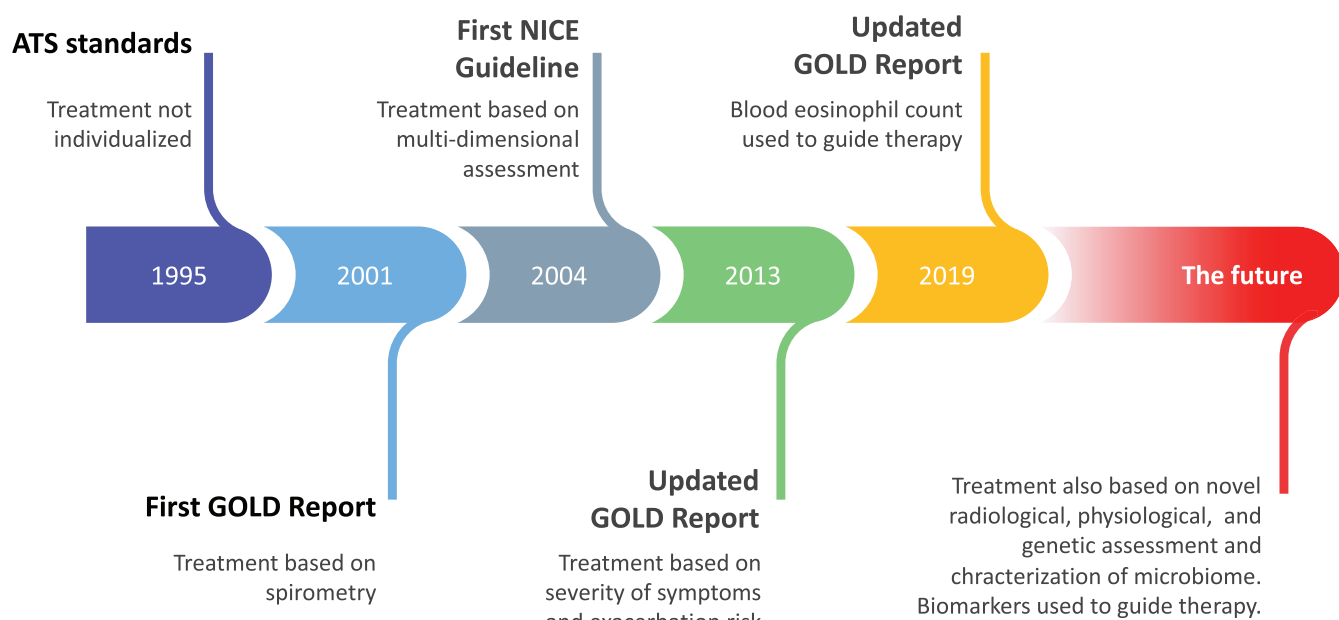 ATS standards
Treatment not
individualized
First NICE
Guideline
Treatment based on
multi-dimensional
assessment
Updated
GOLD Report
Blood eosinophil count
used to guide therapy
1995
2001
2004
2013
2019
The future
First GOLD Report
Treatment based on
spirometry
Updated
GOLD Report
Treatment based on
severity of symptoms
and exacerbation risk
Treatment also based on novel
radiological, physiological, and
genetic assessment and
chracterization of microbiome.
Biomarkers used to guide therapy.